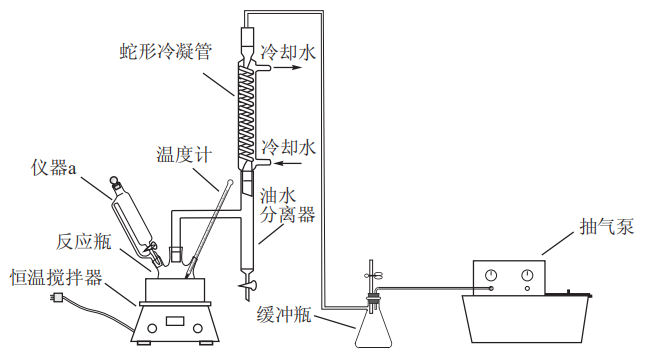 蛇形冷凝管
冷却水
冷却水
温度计
仪器a
油水
分离器
抽气泵
反应瓶
恒温搅拌器
缓冲瓶